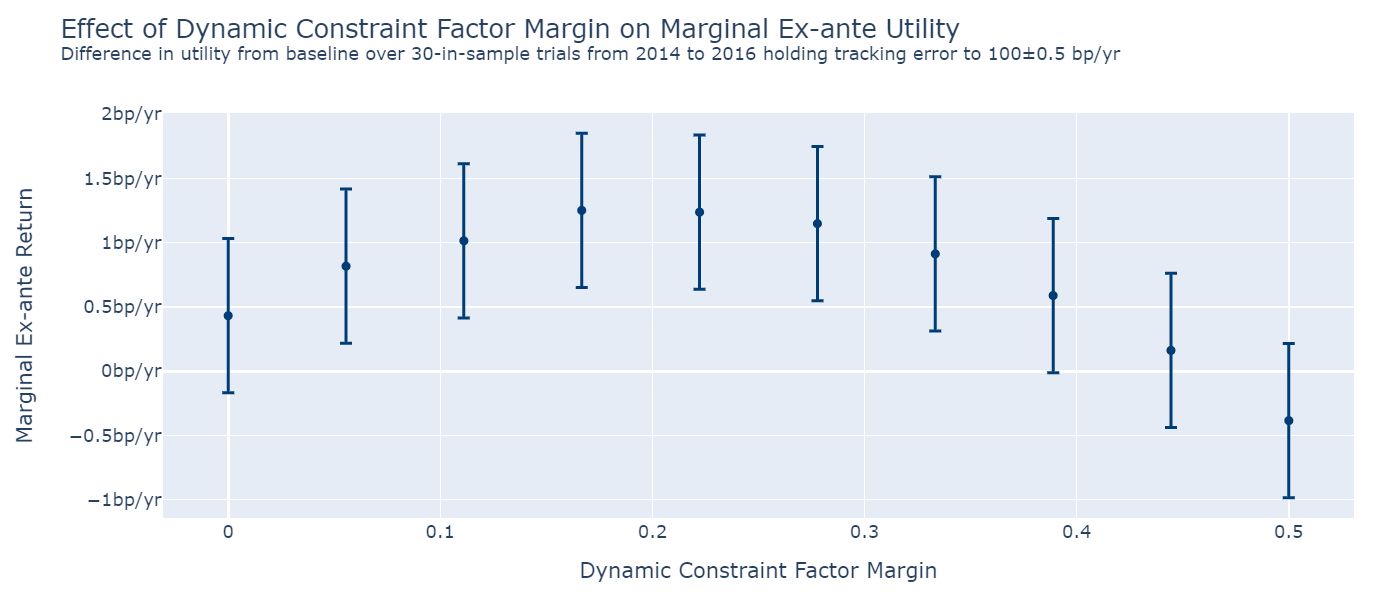 Effect of Dynamic Constraint Factor Margin on Marginal Ex-ante Utility
Difference in utility from baseline over 30-in-sample trials from 2014 to 2016 holding tracking error to 100±0.5 bp/yr
Marginal Ex-ante Return
2bp/yr
1.5bp/yr
1bp/yr
0.5bp/yr
0bp/yr
−0.5bp/yr
−1bp/yr
0 0.1 0.2 0.3 0.4 0.5
Dynamic Constraint Factor Margin